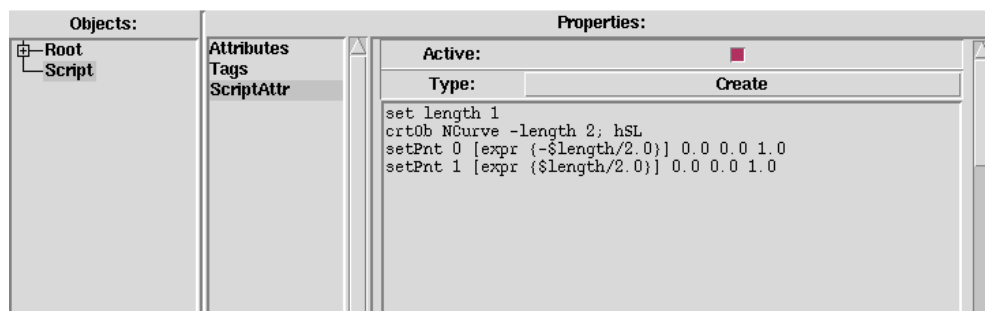 Objects:
Properties:
Root
Script
Attributes
Tags
ScriptAttr
Active:
Type:
Create
set length 1
crtOb NCurve -length 2; hSL
setPnt 0 [expr {-$length/2.0}] 0.0 0.0 1.0
setPnt 1 [expr {$length/2.0}] 0.0 0.0 1.0